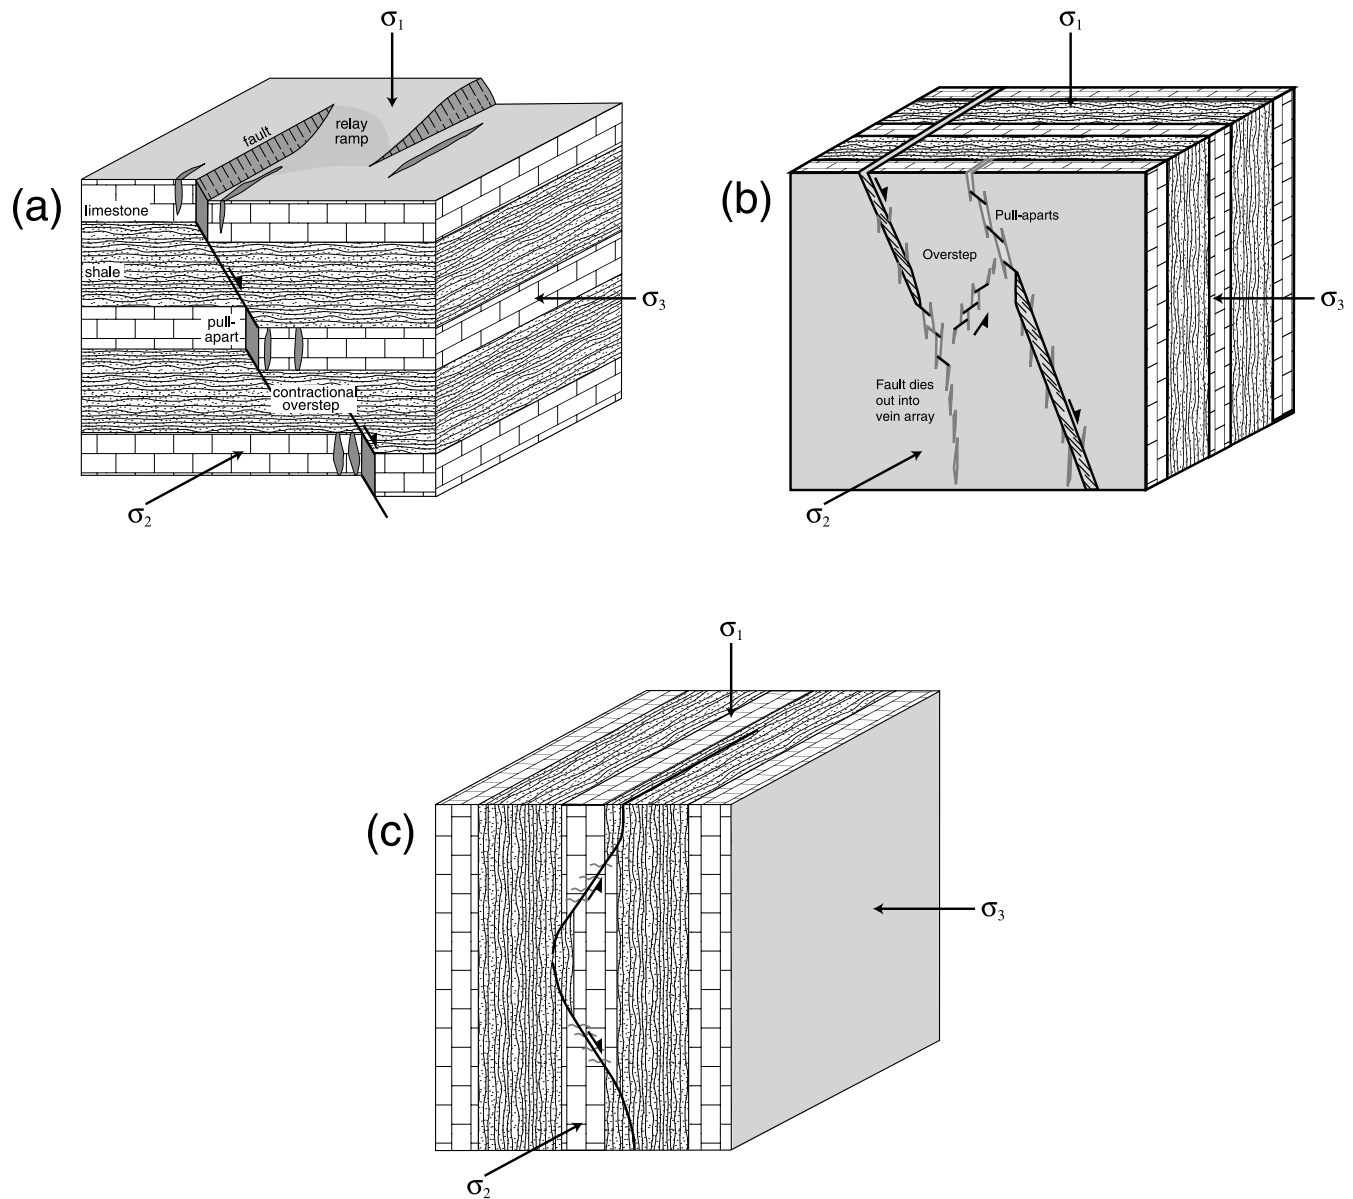 σ1
σ1
fault
relay
ramp
(a)
limestone
(b)
Pull-aparts
shale
Overstep
σ3
σ3
pull-
apart
contractional
overstep
Fault dies
out into
vein array
σ2
σ2
σ1
(c)
σ3
σ2